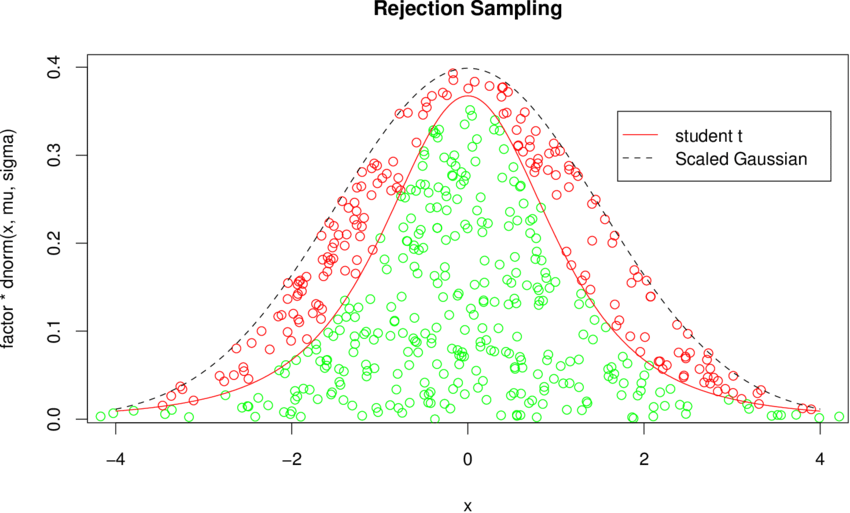 Rejection Sampling
factor * dnorm(x, mu, sigma)
0.4
0.3
0.2
0.1
0.0
student t
Scaled Gaussian
−4
−2
0
2
4
x